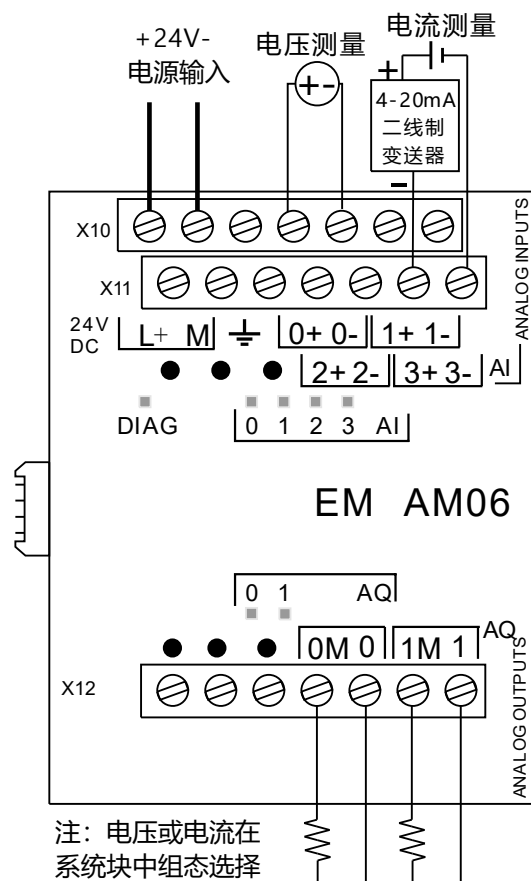 +24V-
电源输入
电压测量
+-
电流测量
+
4-20mA
二线制
变送器
-
X10
X11
ANALOG INPUTS
24V
DC
L+ M
0+ 0-
1+ 1-
2+ 2-
3+ 3-
AI
DIAG
0 1 2 3 AI
EM AM06
0 1 AQ
0M 0
1M 1
AQ
X12
ANALOG OUTPUTS
注：电压或电流在
系统块中组态选择